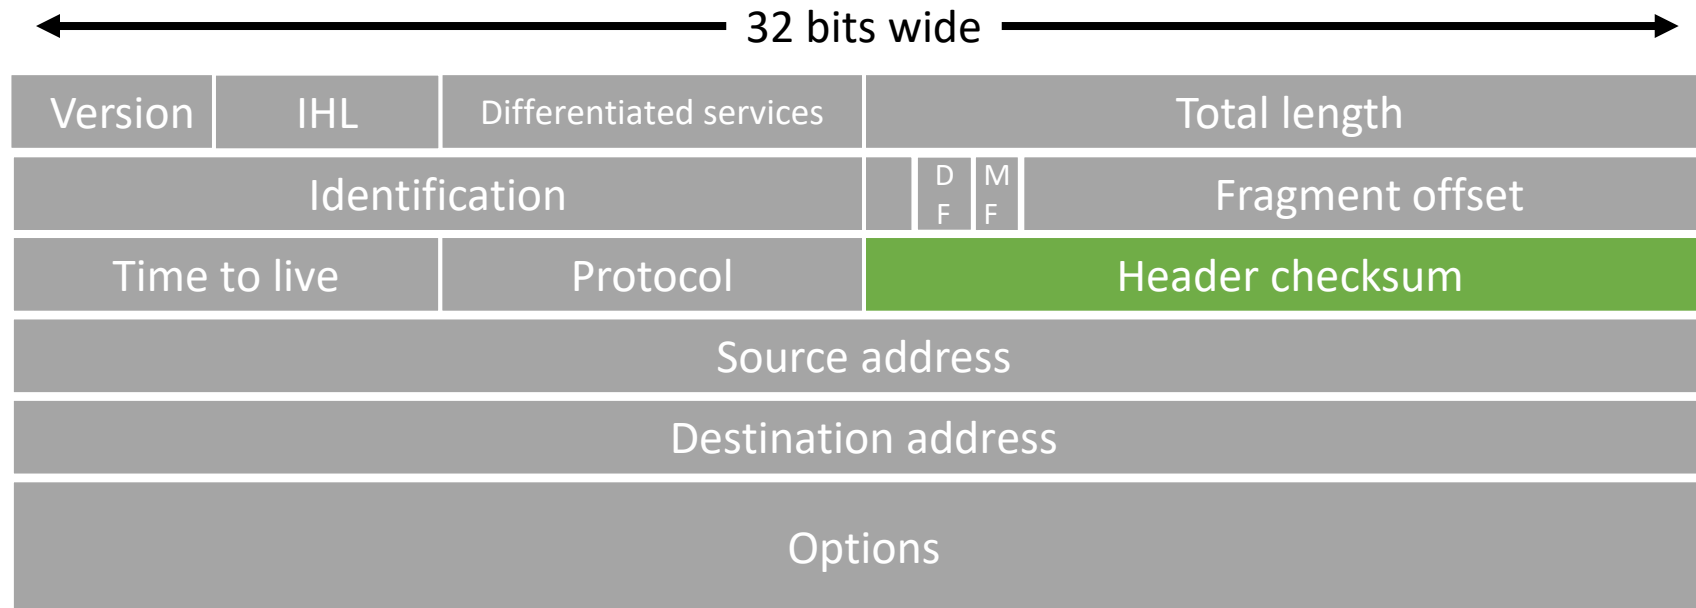 32 bits wide
Version IHL Differentiated services Total length
Identification D F M F Fragment offset
Time to live Protocol Header checksum
Source address
Destination address
Options